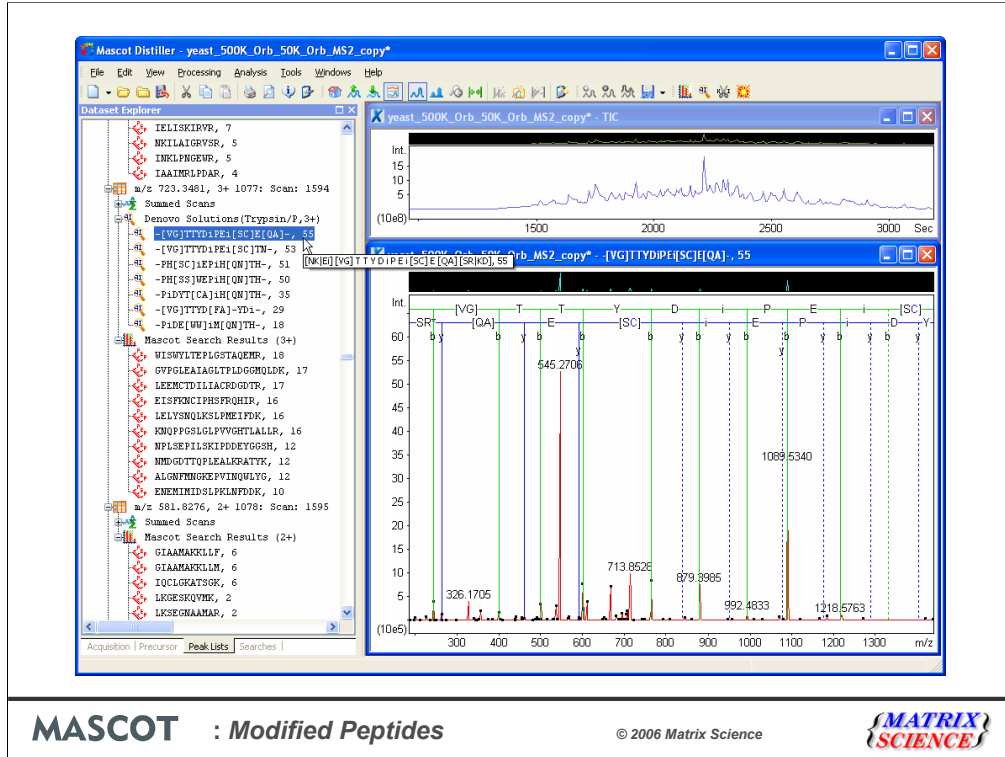 Mascot Distiller - yeast_500K_Orb_50K_Orb_MS2_copy*
File Edit View Processing Analysis Tools Windows Help
Dataset Explorer
IELISKIRVR, 7
NKILAIGRVSR, 5
INKLPNGEWR, 5
IAAIMRLPDAR, 4
m/z 723.3481, 3+ 1077: Scan: 1594
Summed Scans
Denovo Solutions(Trypsin/P,3+)
-[VG]TTYDiPEi[SC]E[QA]-, 55
-[VG]TTYDiPEi[SC]TN-, 53
-PH[SC]iEPiH[QN]TH-, 51
-PH[SS]WEPiH[QN]TH-, 50
-PiDYT[CA]iH[QN]TH-, 35
-[VG]TTYD[FA]-YDi-, 29
-PiDE[WW]iM[QN]TH-, 18
Mascot Search Results (3+)
WISWYLTEPLGSTAQEMR, 18
GVPGLEAIAGLTPLDGGMQLDK, 17
LEEMCTDILIACRDGDTR, 17
EISFKNCIPHSFRQHIR, 16
LELYSNQLKSLPMEIFDK, 16
KNQPPGSLGLPVVGHTLALLR, 16
NPLSEPILSKIPDDEYGGSH, 12
NMDGDTTQPLEALKRATYK, 12
ALGNFMNGKEPVINQWLYG, 12
ENEMIMIDSLPKLNFDDK, 10
m/z 581.8276, 2+ 1078: Scan: 1595
Summed Scans
Mascot Search Results (2+)
GIAAMAKKLLF, 6
GIAAMAKKLLM, 6
IQCLGKATSGK, 6
LKGESKQVMK, 2
LKSEGNAAMAR, 2
Acquisition Precursor Peak Lists Searches
yeast_500K_Orb_50K_Orb_MS2_copy* - TIC
Int.
15
10
5
(10e8)
1500 2000 2500 3000 Sec
yeast_500K_Orb_50K_Orb_MS2_copy* - -[VG]TTYDiPEi[SC]E[QA]-, 55
[NK|Ei][VG] T T Y D i P E i [SC] E [QA] [SR|KD], 55
Int.
[VG] T T Y D i P E i [SC]
SR [QA] E [SC] i E P i D Y
b y b y b y b y b y b y b y b y b y
60
55
50
45
40
35
30
25
20
15
10
5
(10e5)
545.2706
1089.5340
713.8528
879.3985
326.1705
992.4833
1218.5763
300 400 500 600 700 800 900 1000 1100 1200 1300 m/z
MASCOT : Modified Peptides © 2006 Matrix Science {MATRIX SCIENCE}